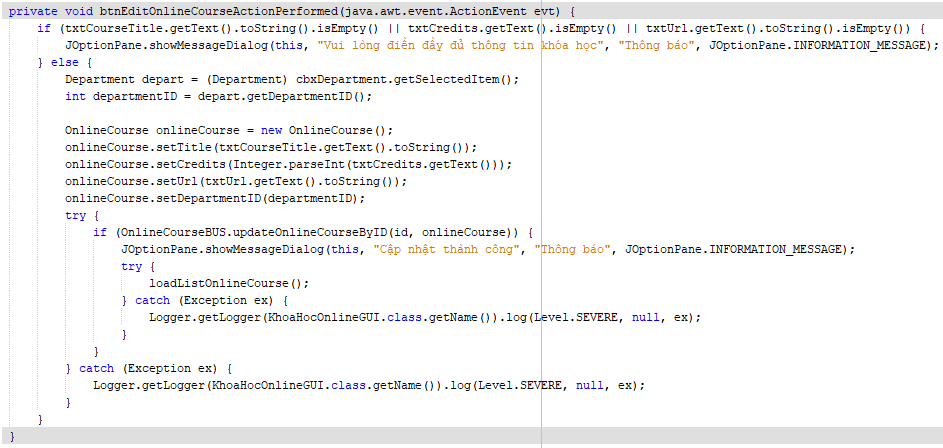 private void btnEditOnlineCourseActionPerformed(java.awt.event.ActionEvent evt) {
    if (txtCourseTitle.getText().toString().isEmpty() || txtCredits.getText().isEmpty() || txtUrl.getText().toString().isEmpty()) {
        JOptionPane.showMessageDialog(this, "Vui lòng điền đầy đủ thông tin khóa học", "Thông báo", JOptionPane.INFORMATION_MESSAGE);
    } else {
        Department depart = (Department) cbxDepartment.getSelectedItem();
        int departmentID = depart.getDepartmentID();

        OnlineCourse onlineCourse = new OnlineCourse();
        onlineCourse.setTitle(txtCourseTitle.getText().toString());
        onlineCourse.setCredits(Integer.parseInt(txtCredits.getText()));
        onlineCourse.setUrl(txtUrl.getText().toString());
        onlineCourse.setDepartmentID(departmentID);
        try {
            if (OnlineCourseBUS.updateOnlineCourseByID(id, onlineCourse)) {
                JOptionPane.showMessageDialog(this, "Cập nhật thành công", "Thông báo", JOptionPane.INFORMATION_MESSAGE);
                try {
                    loadListOnlineCourse();
                } catch (Exception ex) {
                    Logger.getLogger(KhoaHocOnlineGUI.class.getName()).log(Level.SEVERE, null, ex);
                }
            }
        } catch (Exception ex) {
            Logger.getLogger(KhoaHocOnlineGUI.class.getName()).log(Level.SEVERE, null, ex);
        }
    }
}